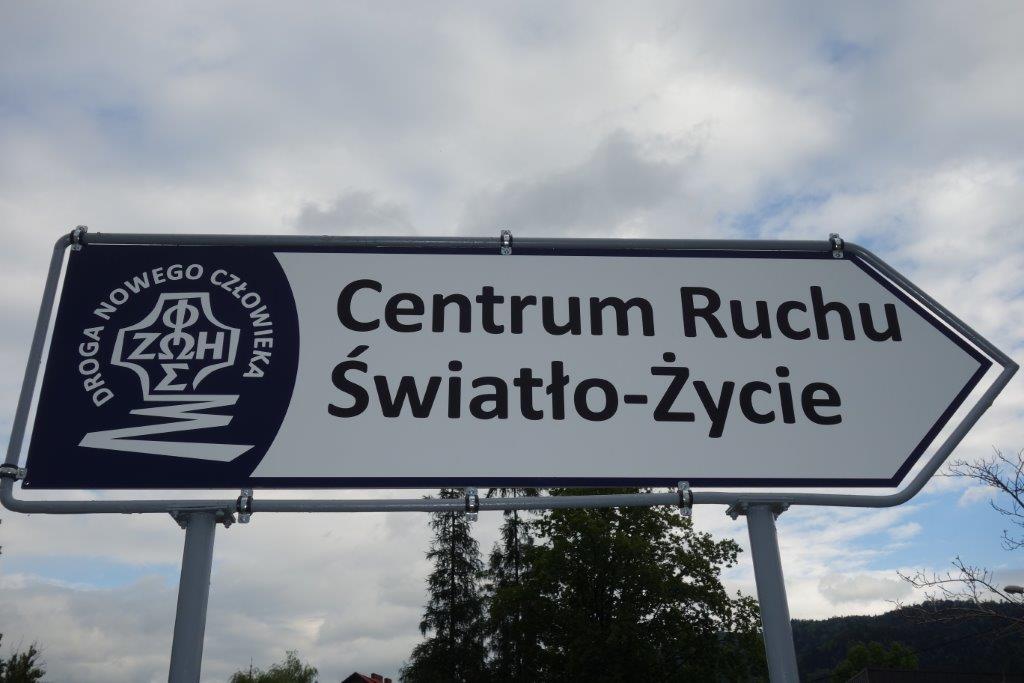 DROGA NOWEGO CZŁOWIEKA
ΦΩΣ
ΖΩΗ
Centrum Ruchu
Światło-Życie